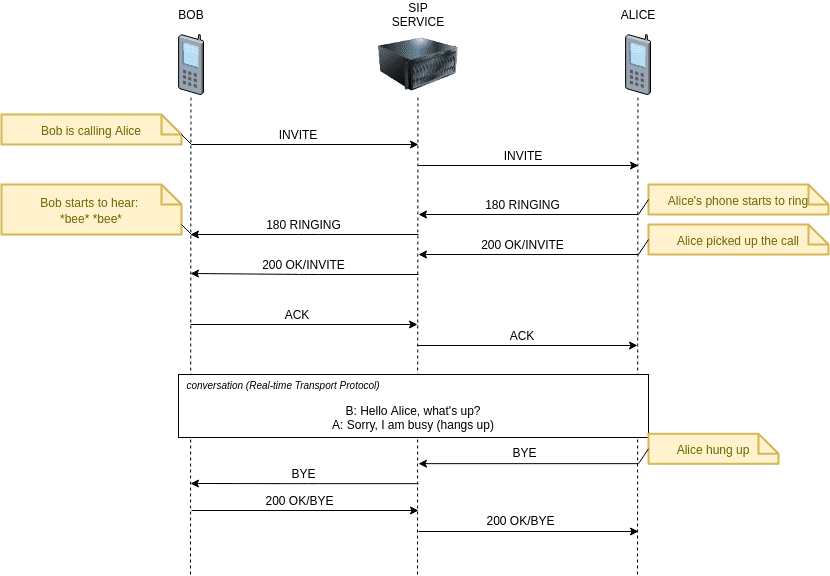 BOB
SIP
SERVICE
ALICE
Bob is calling Alice
INVITE
INVITE
Bob starts to hear:
*bee* *bee*
180 RINGING
Alice's phone starts to ring
180 RINGING
200 OK/INVITE
Alice picked up the call
200 OK/INVITE
ACK
ACK
conversation (Real-time Transport Protocol)
B: Hello Alice, what's up?
A: Sorry, I am busy (hangs up)
BYE
Alice hung up
BYE
200 OK/BYE
200 OK/BYE